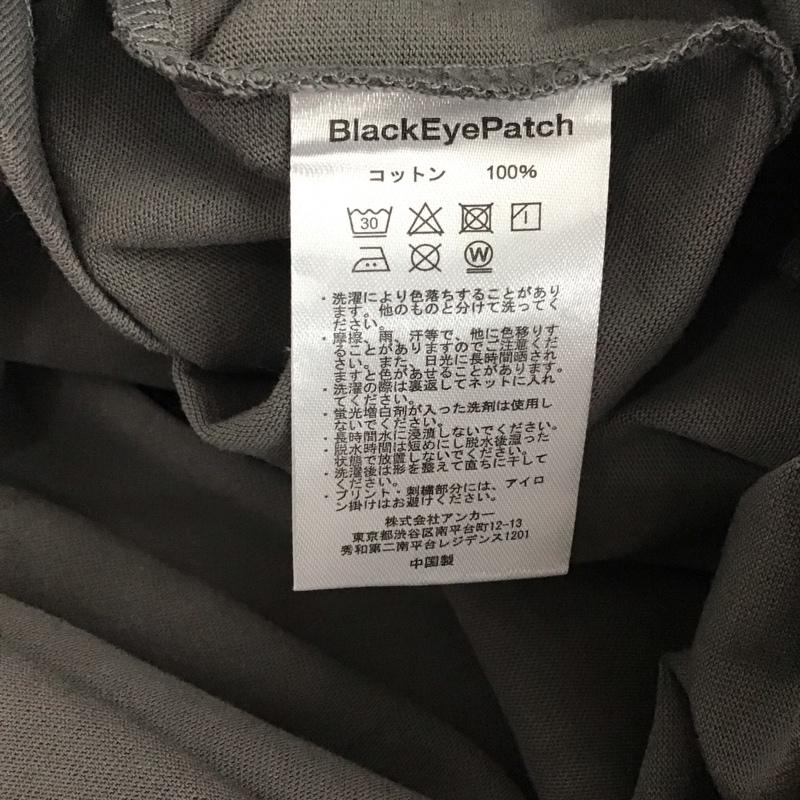 BlackEyePatch
コットン 100%
30
W
・洗濯により色落ちすることがあり
ます。他のものと分けて洗ってく
ださい。
・摩擦、雨、汗等で、他に色移りす
ることがありますのでご注意くだ
さい。また、日光に長時間晒され
ますと色があせることがあります。
・洗濯の際は裏返してネットに入れ
てください。
・蛍光増白剤が入った洗剤は使用し
ないでください。
・長時間水に浸漬しないでください。
・脱水時間は短めにし脱水後湿った
状態で放置しないでください。
・洗濯後は形を整えて直ちに干して
ください。
・プリント・刺繍部分には、アイロ
ン掛けはお避けください。
株式会社アンカー
東京都渋谷区南平台町12-13
秀和第二南平台レジデンス1201
中国製